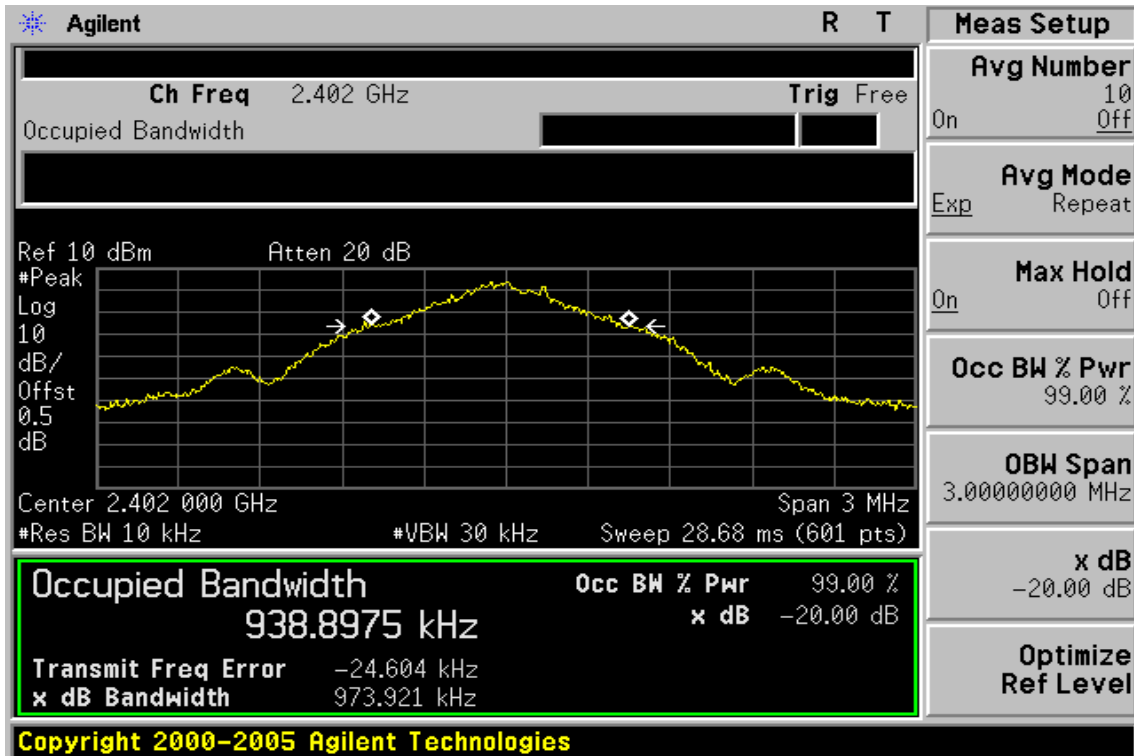 Agilent R T
Meas Setup
Ch Freq 2.402 GHz Trig Free
Occupied Bandwidth
Ref 10 dBm Atten 20 dB
#Peak
Log
10
dB/
Offst
0.5
dB
Center 2.402 000 GHz Span 3 MHz
#Res BW 10 kHz #VBW 30 kHz Sweep 28.68 ms (601 pts)
Occupied Bandwidth
938.8975 kHz
Occ BW % Pwr 99.00 %
x dB -20.00 dB
Transmit Freq Error -24.604 kHz
x dB Bandwidth 973.921 kHz
Avg Number
10
On Off
Avg Mode
Exp Repeat
Max Hold
On Off
Occ BW % Pwr
99.00 %
OBW Span
3.00000000 MHz
x dB
-20.00 dB
Optimize
Ref Level
Copyright 2000-2005 Agilent Technologies